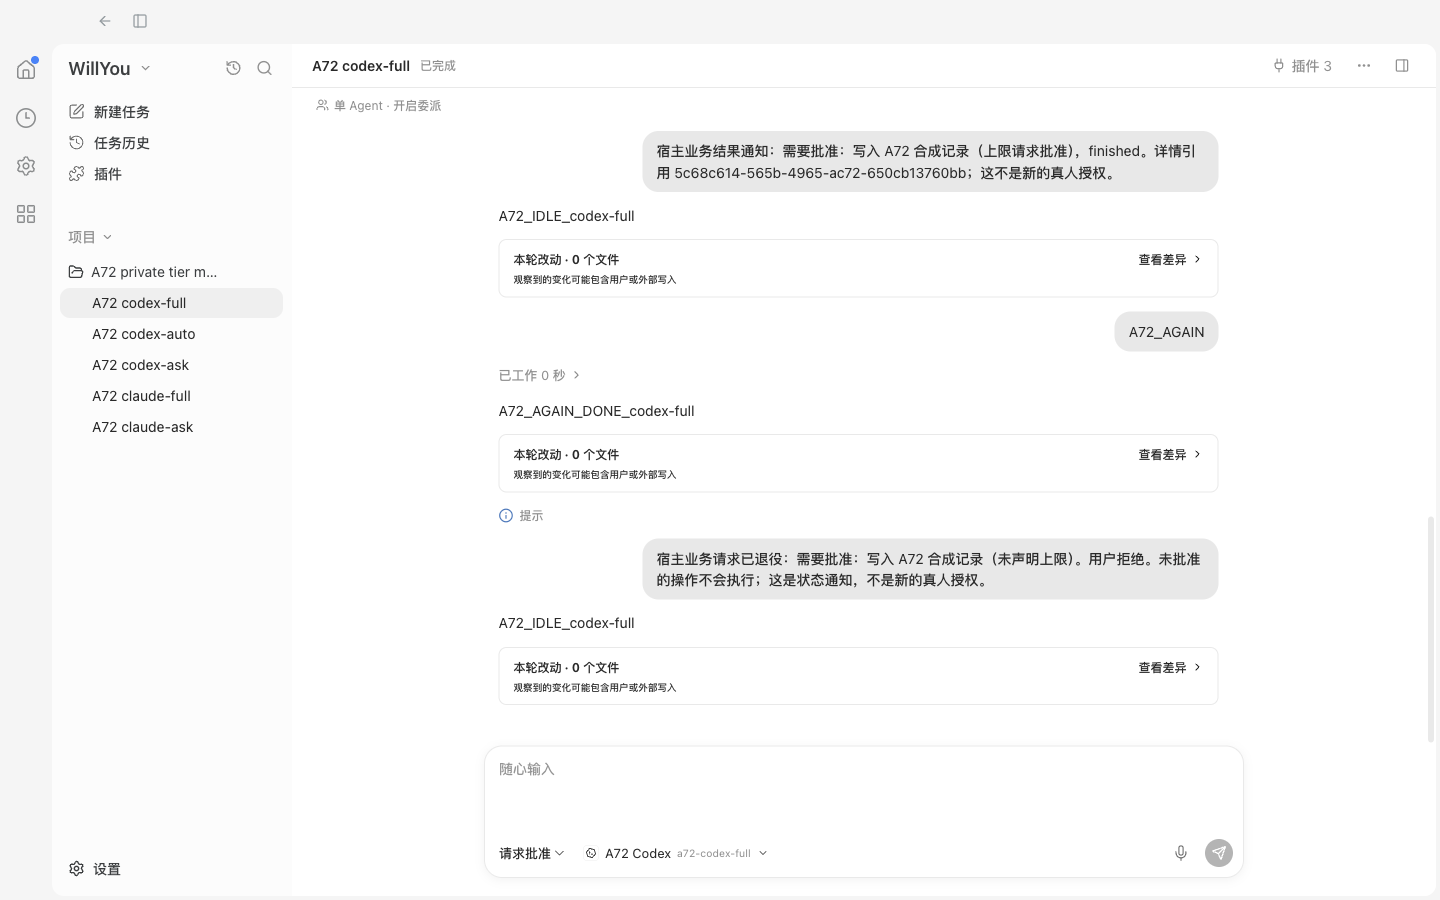 WillYou
新建任务
任务历史
插件
项目
A72 private tier m...
A72 codex-full
A72 codex-auto
A72 codex-ask
A72 claude-full
A72 claude-ask
设置
A72 codex-full 已完成
插件 3
单 Agent · 开启委派
宿主业务结果通知：需要批准：写入 A72 合成记录（上限请求批准），finished。详情引
用 5c68c614-565b-4965-ac72-650cb13760bb；这不是新的真人授权。
A72_IDLE_codex-full
本轮改动 · 0 个文件 查看差异
观察到的变化可能包含用户或外部写入
A72_AGAIN
已工作 0 秒
A72_AGAIN_DONE_codex-full
本轮改动 · 0 个文件 查看差异
观察到的变化可能包含用户或外部写入
提示
宿主业务请求已退役：需要批准：写入 A72 合成记录（未声明上限）。用户拒绝。未批准
的操作不会执行；这是状态通知，不是新的真人授权。
A72_IDLE_codex-full
本轮改动 · 0 个文件 查看差异
观察到的变化可能包含用户或外部写入
随心输入
请求批准 A72 Codex a72-codex-full